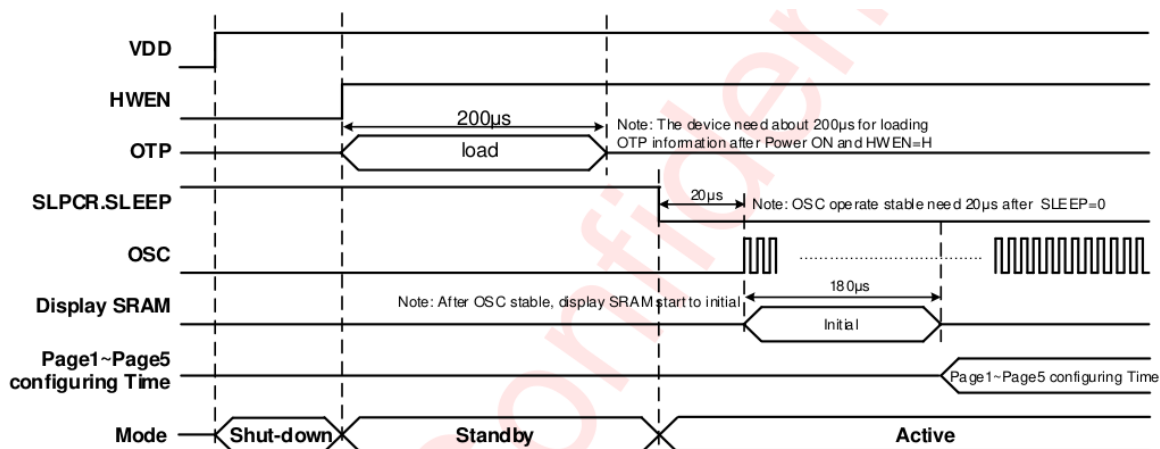 VDD
HWEN
200μs
Note: The device need about 200μs for loading
OTP information after Power ON and HWEN=H
OTP
load
SLPCR.SLEEP
20μs
Note: OSC operate stable need 20μs after SLEEP=0
OSC
180μs
Note: After OSC stable, display SRAM start to initial
Display SRAM
Initial
Page1~Page5
configuring Time
Page1~Page5 configuring Time
Mode
Shut-down
Standby
Active